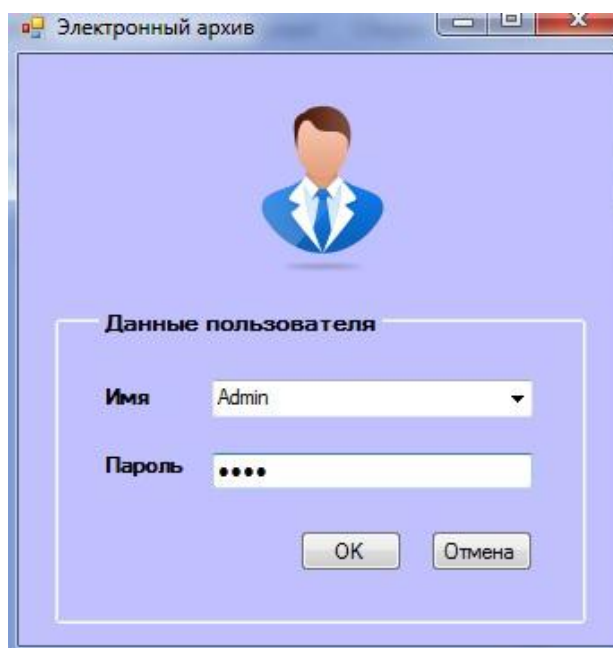 Электронный архив
Данные пользователя
Имя
Admin
Пароль
••••
OK
Отмена